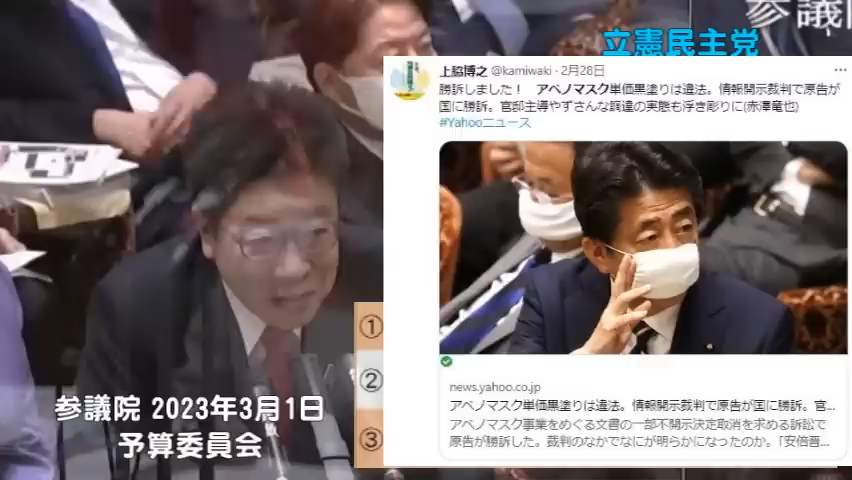 参議院
立憲民主党
上脇博之 @kamiwaki · 2月28日
勝訴しました！ アベノマスク単価黒塗りは違法。情報開示裁判で原告が
国に勝訴。官邸主導やずさんな調達の実態も浮き彫りに(赤澤竜也)
#Yahooニュース
①
②
③
news.yahoo.co.jp
アベノマスク単価黒塗りは違法。情報開示裁判で原告が国に勝訴。官...
アベノマスク事業をめぐる文書の一部不開示決定取消を求める訴訟で
原告が勝訴した。裁判のなかでなにが明らかになったのか。「安倍晋...
参議院 2023年3月1日
予算委員会